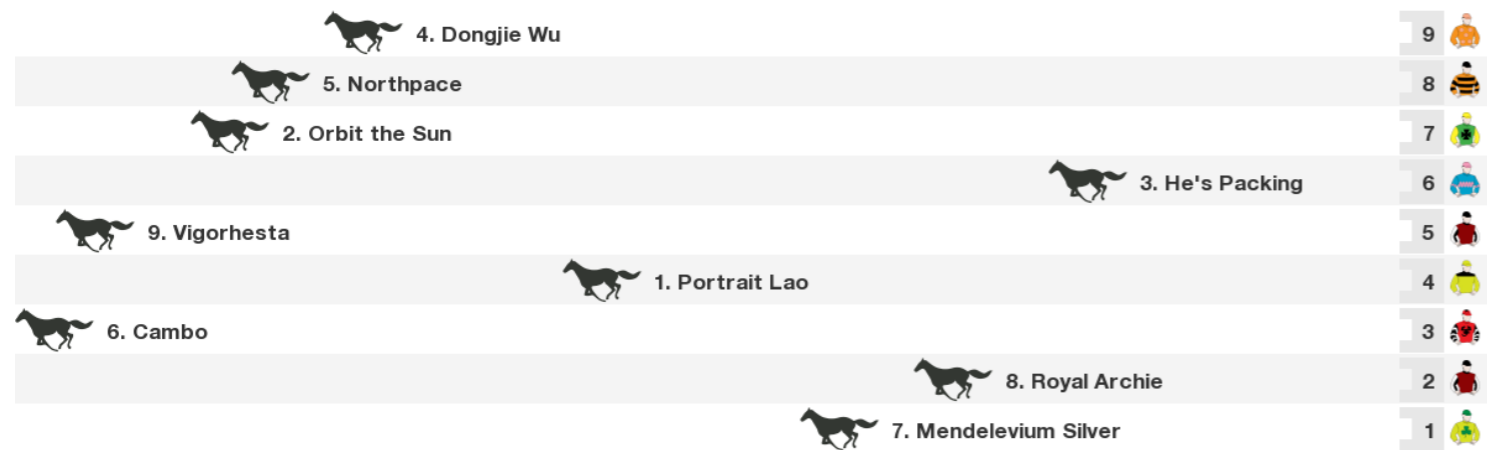 4. Dongjie Wu 9
5. Northpace 8
2. Orbit the Sun 7
3. He's Packing 6
9. Vigorhesta 5
1. Portrait Lao 4
6. Cambo 3
8. Royal Archie 2
7. Mendelevium Silver 1